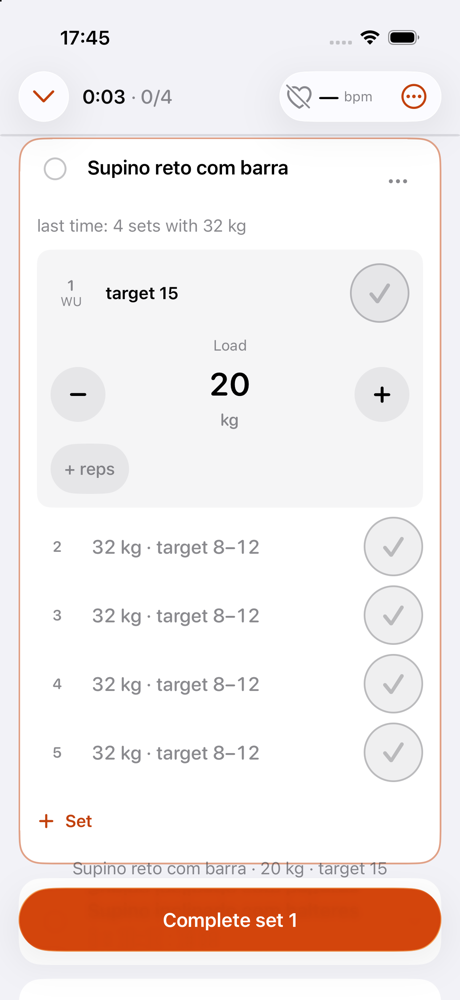 17:45
0:03 · 0/4
— bpm
Supino reto com barra
last time: 4 sets with 32 kg
1
WU
target 15
Load
20
kg
+ reps
2 32 kg · target 8–12
3 32 kg · target 8–12
4 32 kg · target 8–12
5 32 kg · target 8–12
+ Set
Supino reto com barra · 20 kg · target 15
Complete set 1